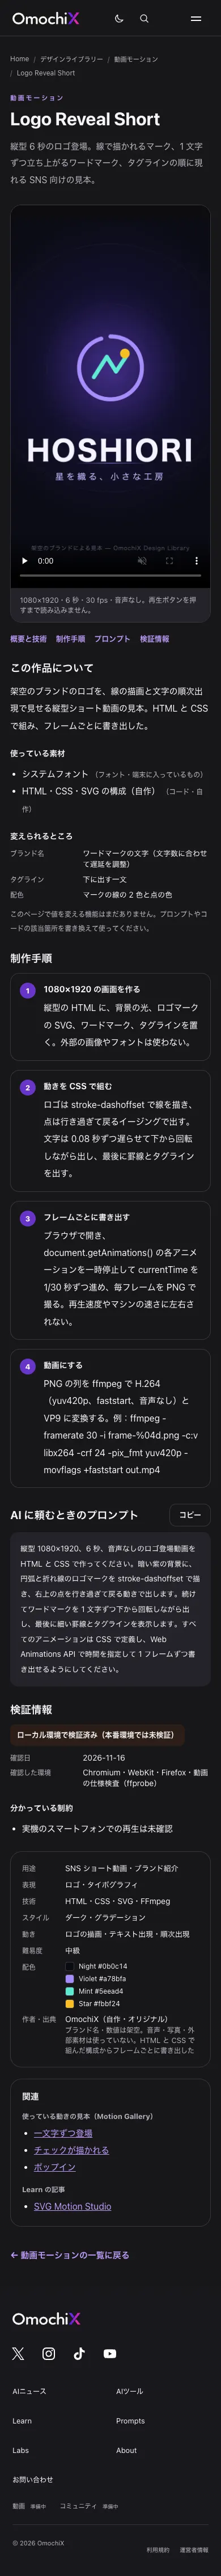 OmochiX
Home / デザインライブラリー / 動画モーション
/ Logo Reveal Short
動画モーション
Logo Reveal Short
縦型 6 秒のロゴ登場。線で描かれるマーク、1 文字
ずつ立ち上がるワードマーク、タグラインの順に現
れる SNS 向けの見本。
HOSHIORI
星を織る、小さな工房
架空のブランドによる見本 — OmochiX Design Library
0:00
1080×1920・6 秒・30 fps・音声なし。再生ボタンを押
すまで読み込みません。
概要と技術 制作手順 プロンプト 検証情報
この作品について
架空のブランドのロゴを、線の描画と文字の順次出
現で見せる縦型ショート動画の見本。HTML と CSS
で組み、フレームごとに書き出した。
使っている素材
システムフォント （フォント・端末に入っているもの）
HTML・CSS・SVG の構成（自作） （コード・自
作）
変えられるところ
ブランド名 ワードマークの文字（文字数に合わせ
て遅延を調整）
タグライン 下に出す一文
配色 マークの線の 2 色と点の色
このページで値を変える機能はまだありません。プロンプトやコ
ードの該当箇所を書き換えて使ってください。
制作手順
1 1080×1920 の画面を作る
縦型の HTML に、背景の光、ロゴマーク
の SVG、ワードマーク、タグラインを置
く。外部の画像やフォントは使わない。
2 動きを CSS で組む
ロゴは stroke-dashoffset で線を描き、
点は行き過ぎて戻るイージングで出す。
文字は 0.08 秒ずつ遅らせて下から回転
しながら出し、最後に罫線とタグライン
を出す。
3 フレームごとに書き出す
ブラウザで開き、
document.getAnimations() の各アニメ
ーションを一時停止して currentTime を
1/30 秒ずつ進め、毎フレームを PNG で
撮る。再生速度やマシンの速さに左右さ
れない。
4 動画にする
PNG の列を ffmpeg で H.264
（yuv420p、faststart、音声なし）と
VP9 に変換する。例：ffmpeg -
framerate 30 -i frame-%04d.png -c:v
libx264 -crf 24 -pix_fmt yuv420p -
movflags +faststart out.mp4
AI に頼むときのプロンプト
コピー
縦型 1080×1920、6 秒、音声なしのロゴ登場動画を
HTML と CSS で作ってください。暗い紫の背景に、
円弧と折れ線のロゴマークを stroke-dashoffset で描
き、右上の点を行き過ぎて戻る動きで出します。続け
てワードマークを 1 文字ずつ下から回転しながら出
し、最後に細い罫線とタグラインを表示します。すべ
てのアニメーションは CSS で定義し、Web
Animations API で時間を指定して 1 フレームずつ書
き出せるようにしてください。
検証情報
ローカル環境で検証済み（本番環境では未検証）
確認日 2026-11-16
確認した環境 Chromium・WebKit・Firefox・動画
の仕様検査（ffprobe）
分かっている制約
実機のスマートフォンでの再生は未確認
用途 SNS ショート動画・ブランド紹介
表現 ロゴ・タイポグラフィ
技術 HTML・CSS・SVG・FFmpeg
スタイル ダーク・グラデーション
動き ロゴの描画・テキスト出現・順次出現
難易度 中級
配色 Night #0b0c14
Violet #a78bfa
Mint #5eead4
Star #fbbf24
作者・出典 OmochiX（自作・オリジナル）
ブランド名・数値は架空。音声・写真・外
部素材は使っていない。HTML と CSS で
組んだ構成からフレームごとに書き出した
関連
使っている動きの見本（Motion Gallery）
一文字ずつ登場
チェックが描かれる
ポップイン
Learn の記事
SVG Motion Studio
← 動画モーションの一覧に戻る
OmochiX
AIニュース AIツール
Learn Prompts
Labs About
お問い合わせ
動画 準備中 コミュニティ 準備中
© 2026 OmochiX
利用規約 運営者情報